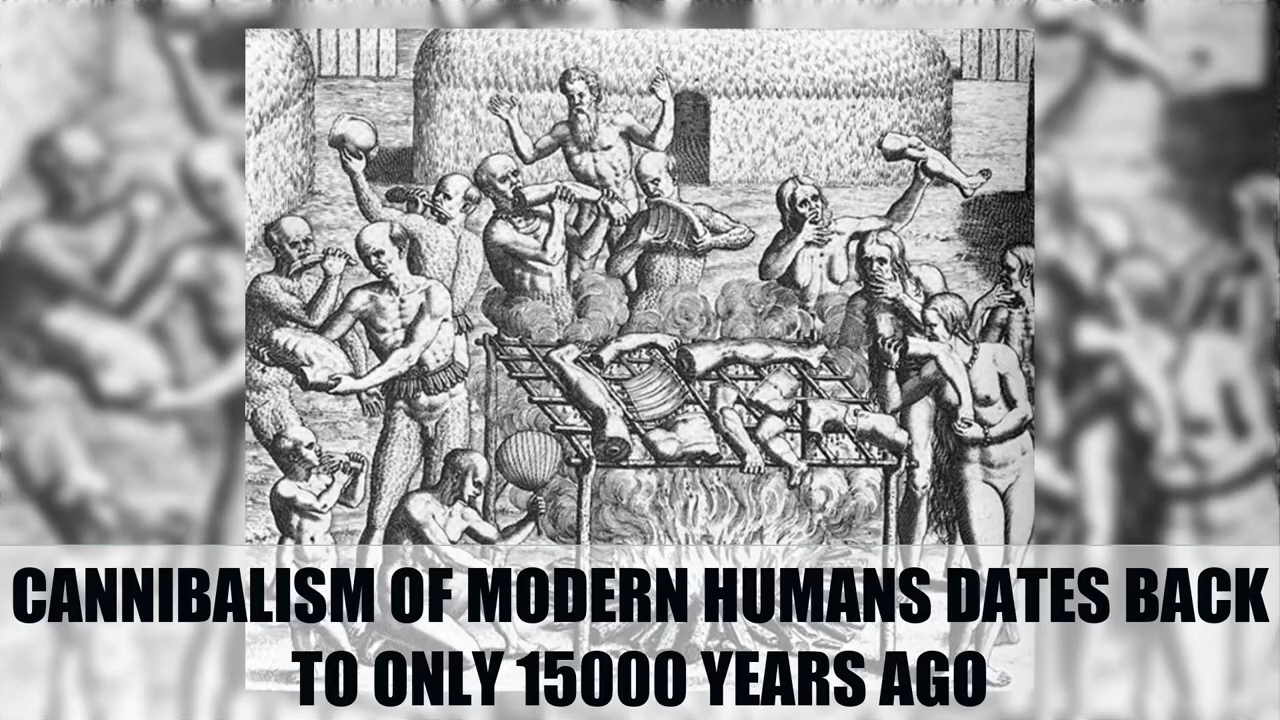 CANNIBALISM OF MODERN HUMANS DATES BACK
TO ONLY 15000 YEARS AGO